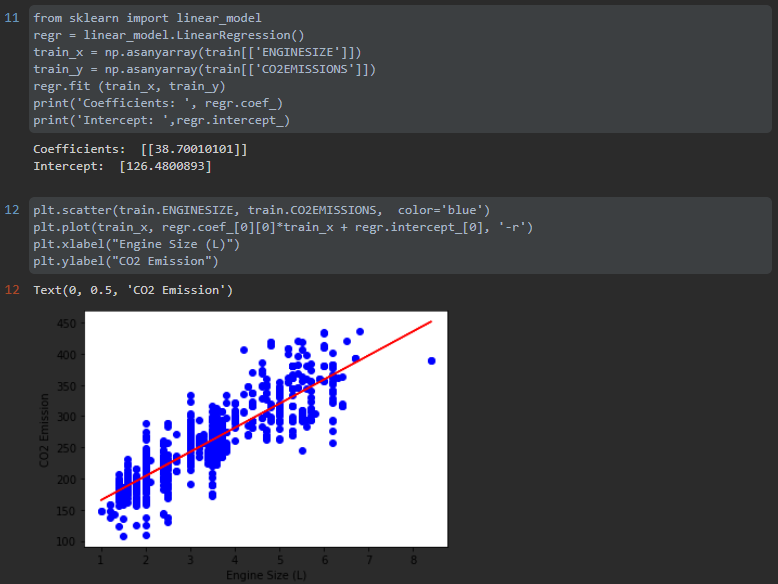 11
from sklearn import linear_model
regr = linear_model.LinearRegression()
train_x = np.asanyarray(train[['ENGINESIZE']])
train_y = np.asanyarray(train[['CO2EMISSIONS']])
regr.fit (train_x, train_y)
print('Coefficients: ', regr.coef_)
print('Intercept: ',regr.intercept_)
Coefficients:  [[38.70010101]]
Intercept:  [126.4800893]
12
plt.scatter(train.ENGINESIZE, train.CO2EMISSIONS,  color='blue')
plt.plot(train_x, regr.coef_[0][0]*train_x + regr.intercept_[0], '-r')
plt.xlabel("Engine Size (L)")
plt.ylabel("CO2 Emission")
12
Text(0, 0.5, 'CO2 Emission')
450
400
350
300
250
200
150
100
CO2 Emission
1 2 3 4 5 6 7 8
Engine Size (L)